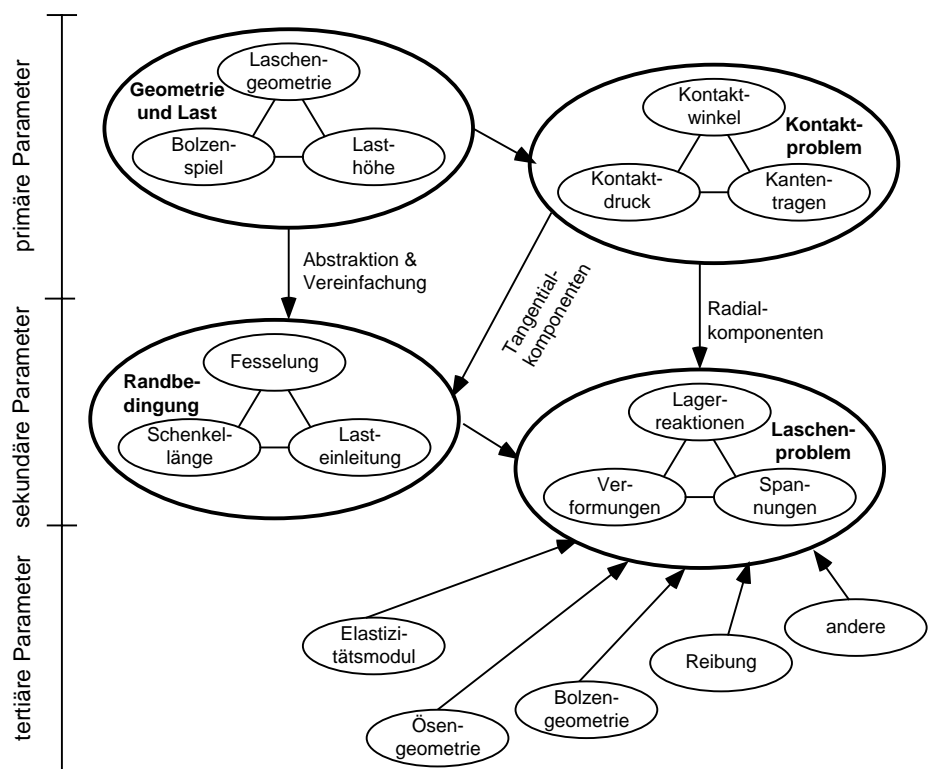 primäre Parameter
Laschen-
geometrie
Geometrie
und Last
Bolzen-
spiel
Last-
höhe
Kontakt-
winkel
Kontakt-
problem
Kontakt-
druck
Kanten-
tragen
Abstraktion &
Vereinfachung
Tangential-
komponenten
Radial-
komponenten
sekundäre Parameter
Fesselung
Randbe-
dingung
Schenkel-
länge
Last-
einleitung
Lager-
reaktionen
Laschen-
problem
Ver-
formungen
Span-
nungen
tertiäre Parameter
Elastizi-
tätsmodul
Ösen-
geometrie
Bolzen-
geometrie
Reibung
andere